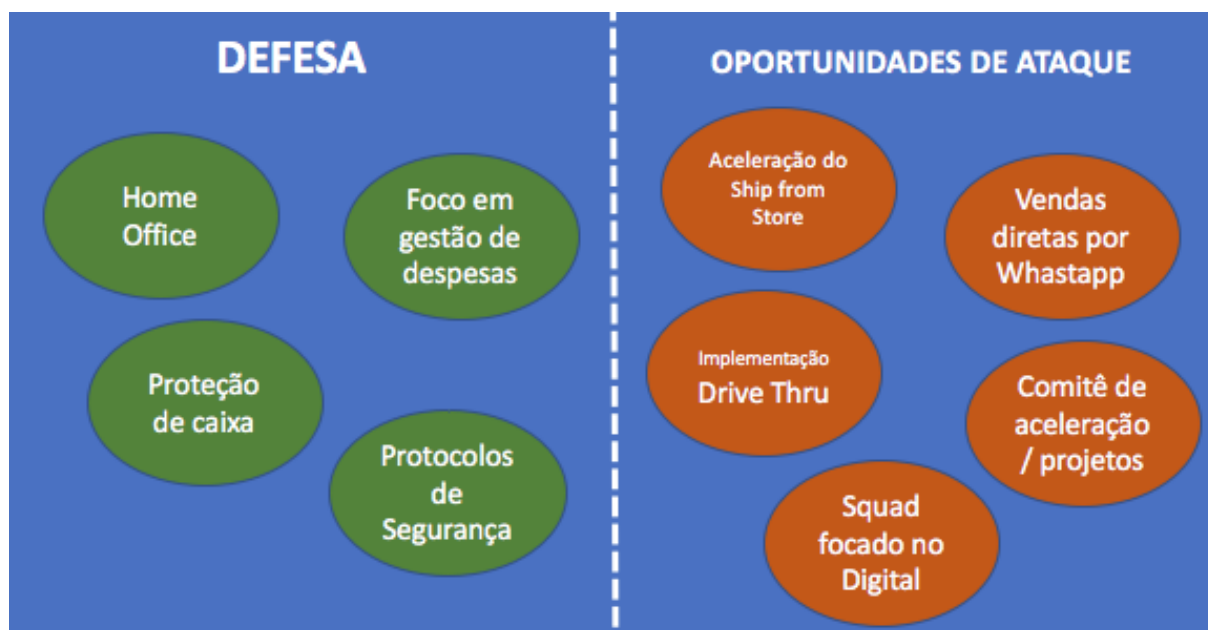 DEFESA
Home
Office
Foco em
gestão de
despesas
Proteção
de caixa
Protocolos
de
Segurança
OPORTUNIDADES DE ATAQUE
Aceleração do
Ship from
Store
Vendas
diretas por
Whastapp
Implementação
Drive Thru
Comitê de
aceleração
/ projetos
Squad
focado no
Digital